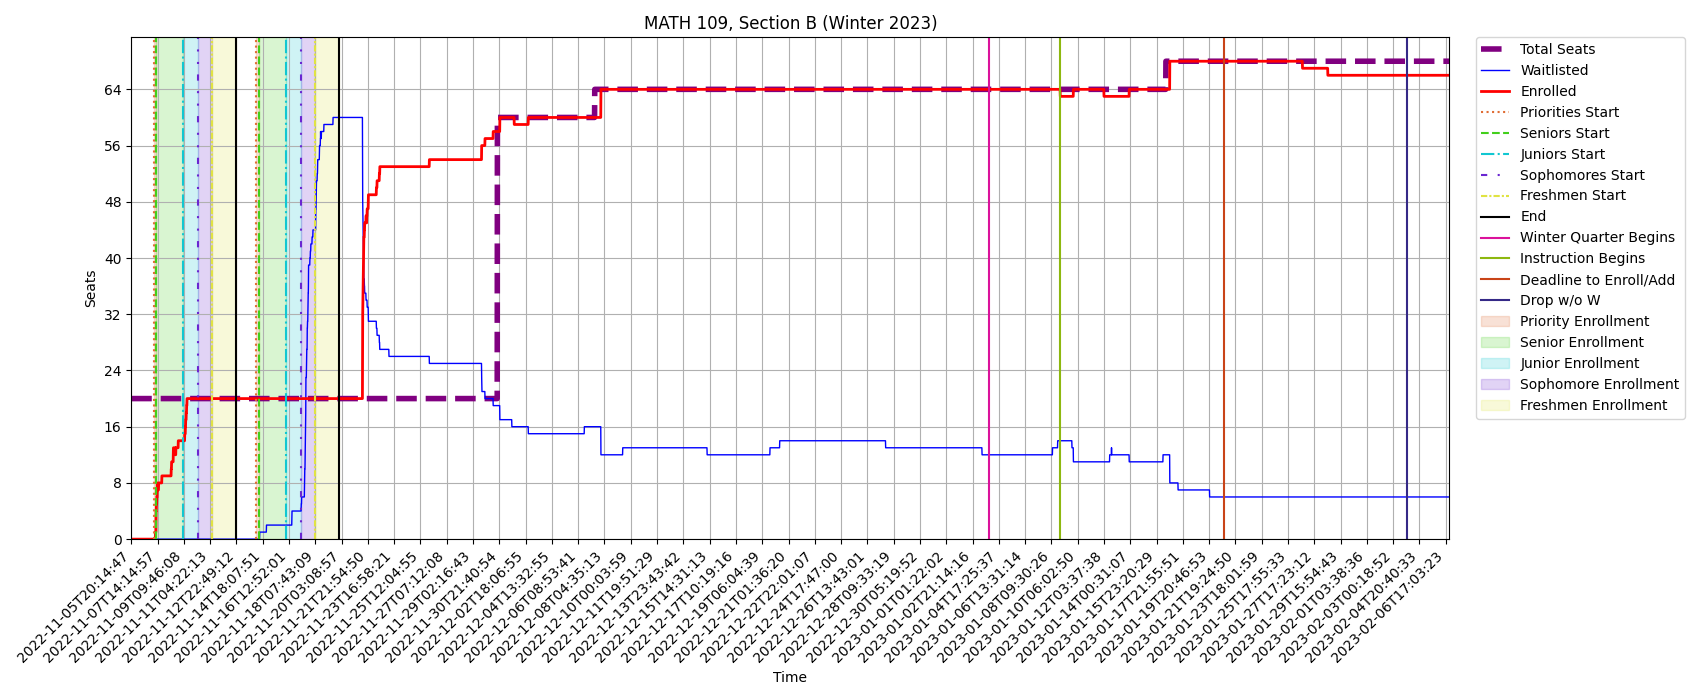 MATH 109, Section B (Winter 2023)
Seats
64
56
48
40
32
24
16
8
0
2022-11-05T20:14:47
2022-11-07T14:14:57
2022-11-09T09:46:08
2022-11-11T04:22:13
2022-11-12T22:49:12
2022-11-14T18:07:51
2022-11-16T12:52:01
2022-11-18T07:43:09
2022-11-20T03:08:57
2022-11-21T21:54:50
2022-11-23T16:58:21
2022-11-25T12:04:55
2022-11-27T07:12:08
2022-11-29T02:16:43
2022-11-30T21:40:54
2022-12-02T18:06:55
2022-12-04T13:32:55
2022-12-06T08:53:41
2022-12-08T04:35:13
2022-12-10T00:03:59
2022-12-11T19:51:29
2022-12-13T23:43:42
2022-12-15T14:31:13
2022-12-17T10:19:16
2022-12-19T06:04:39
2022-12-21T01:36:20
2022-12-22T22:01:07
2022-12-24T17:47:00
2022-12-26T13:43:01
2022-12-28T09:33:19
2022-12-30T05:19:52
2023-01-01T01:22:02
2023-01-02T21:14:16
2023-01-04T17:25:37
2023-01-06T13:31:14
2023-01-08T09:30:26
2023-01-10T06:02:50
2023-01-12T03:37:38
2023-01-14T00:31:07
2023-01-15T23:20:29
2023-01-17T21:55:51
2023-01-19T20:46:53
2023-01-21T19:24:50
2023-01-23T18:01:59
2023-01-25T17:55:33
2023-01-27T17:23:12
2023-01-29T15:54:43
2023-02-01T03:38:36
2023-02-03T00:18:52
2023-02-04T20:40:33
2023-02-06T17:03:23
Time
Total Seats
Waitlisted
Enrolled
Priorities Start
Seniors Start
Juniors Start
Sophomores Start
Freshmen Start
End
Winter Quarter Begins
Instruction Begins
Deadline to Enroll/Add
Drop w/o W
Priority Enrollment
Senior Enrollment
Junior Enrollment
Sophomore Enrollment
Freshmen Enrollment